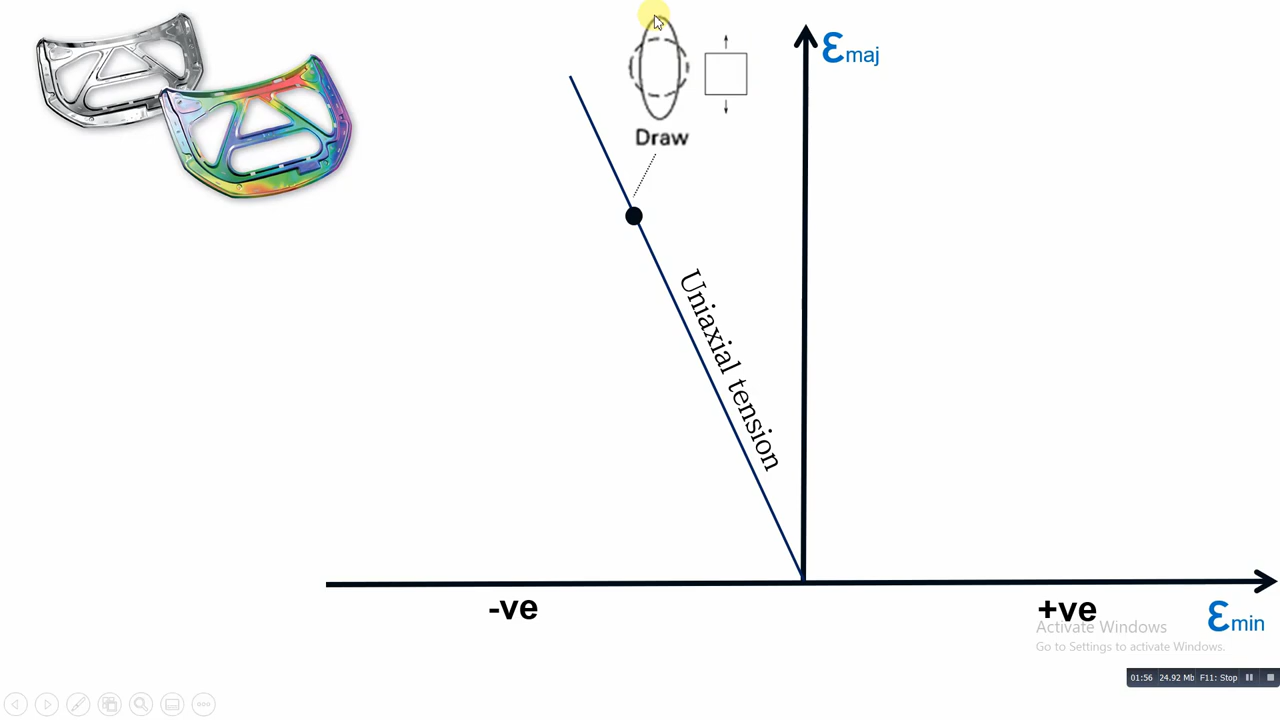 εmaj
Draw
Uniaxial tension
-ve
+ve
εmin
Activate Windows
Go to Settings to activate Windows.
01:56 24.92 Mb F11: Stop